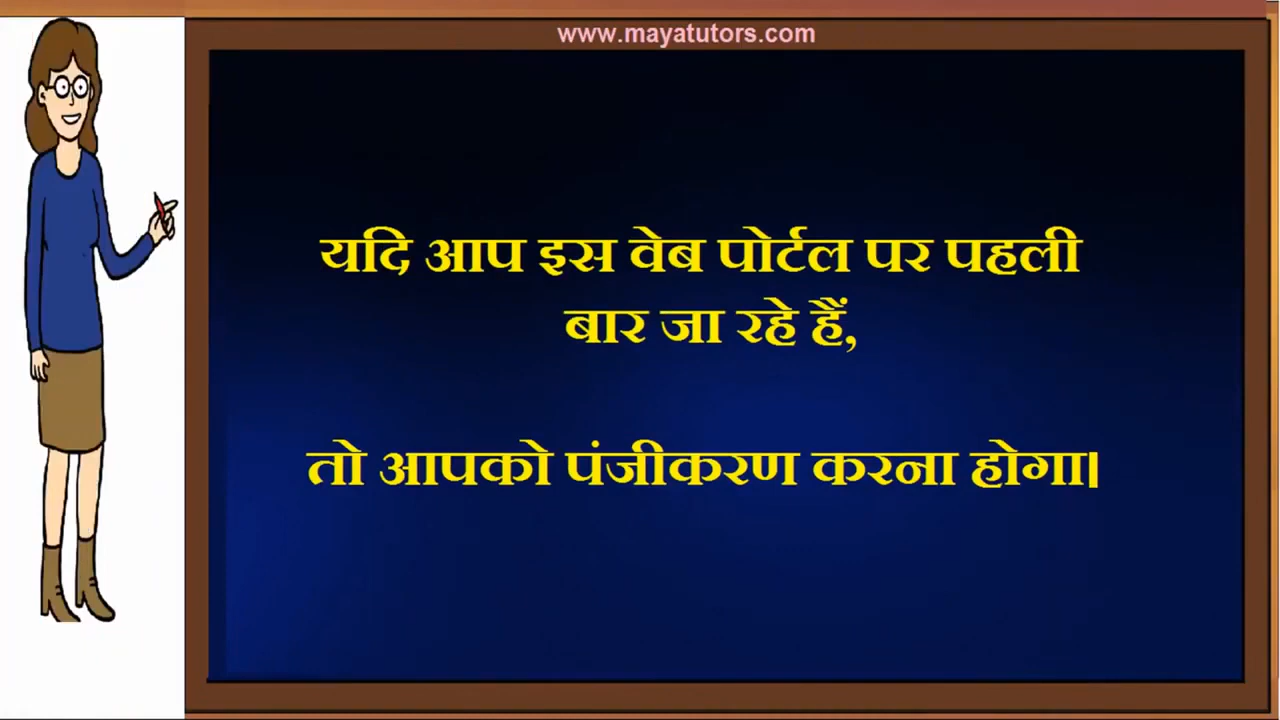 www.mayatutors.com
यदि आप इस वेब पोर्टल पर पहली
बार जा रहे हैं,
तो आपको पंजीकरण करना होगा।